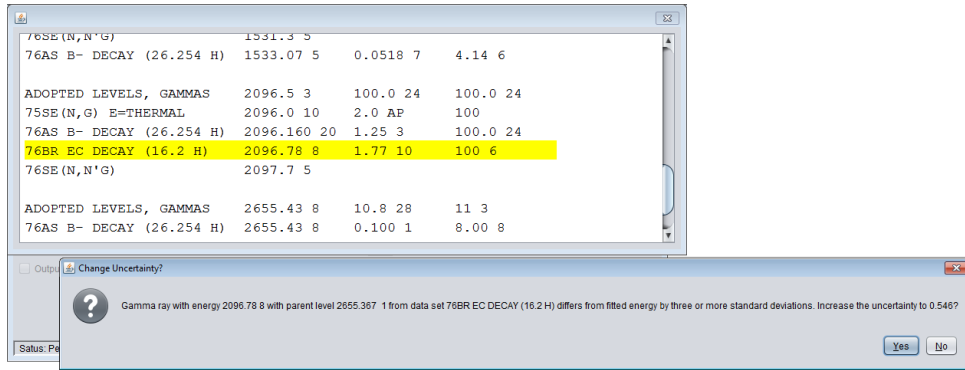 76SE(N,N'G) 1531.3 5
76AS B- DECAY (26.254 H) 1533.07 5 0.0518 7 4.14 6
ADOPTED LEVELS, GAMMAS 2096.5 3 100.0 24 100.0 24
75SE(N,G) E=THERMAL 2096.0 10 2.0 AP 100
76AS B- DECAY (26.254 H) 2096.160 20 1.25 3 100.0 24
76BR EC DECAY (16.2 H) 2096.78 8 1.77 10 100 6
76SE(N,N'G) 2097.7 5
ADOPTED LEVELS, GAMMAS 2655.43 8 10.8 28 11 3
76AS B- DECAY (26.254 H) 2655.43 8 0.100 1 8.00 8
Outpu
Change Uncertainty?
Gamma ray with energy 2096.78 8 with parent level 2655.367 1 from data set 76BR EC DECAY (16.2 H) differs from fitted energy by three or more standard deviations. Increase the uncertainty to 0.546?
Yes No
Satus: Pe